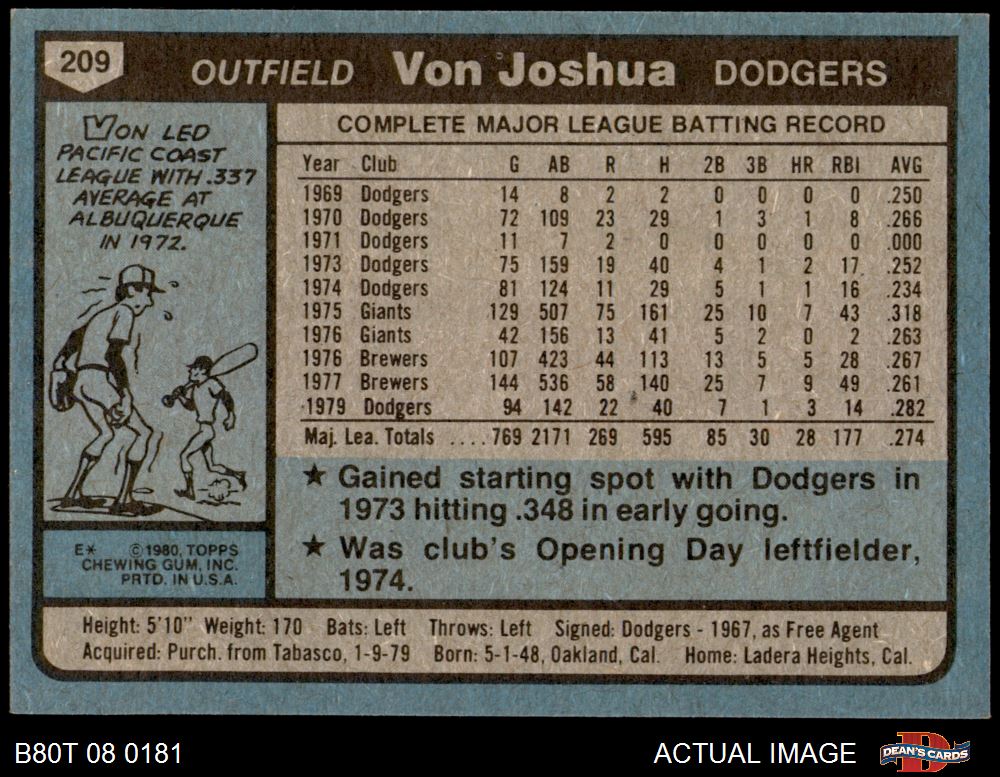 209
OUTFIELD Von Joshua DODGERS
VON LED
PACIFIC COAST
LEAGUE WITH .337
AVERAGE AT
ALBUQUERQUE
IN 1972.
E* ©1980, TOPPS
CHEWING GUM, INC.
PRTD. IN U.S.A.
COMPLETE MAJOR LEAGUE BATTING RECORD
Year Club G AB R H 2B 3B HR RBI AVG
1969 Dodgers 14 8 2 2 0 0 0 0 .250
1970 Dodgers 72 109 23 29 1 3 1 8 .266
1971 Dodgers 11 7 2 0 0 0 0 0 .000
1973 Dodgers 75 159 19 40 4 1 2 17 .252
1974 Dodgers 81 124 11 29 5 1 1 16 .234
1975 Giants 129 507 75 161 25 10 7 43 .318
1976 Giants 42 156 13 41 5 2 0 2 .263
1976 Brewers 107 423 44 113 13 5 5 28 .267
1977 Brewers 144 536 58 140 25 7 9 49 .261
1979 Dodgers 94 142 22 40 7 1 3 14 .282
Maj. Lea. Totals ....769 2171 269 595 85 30 28 177 .274
★ Gained starting spot with Dodgers in
1973 hitting .348 in early going.
★ Was club's Opening Day leftfielder,
1974.
Height: 5'10" Weight: 170 Bats: Left Throws: Left Signed: Dodgers - 1967, as Free Agent
Acquired: Purch. from Tabasco, 1-9-79 Born: 5-1-48, Oakland, Cal. Home: Ladera Heights, Cal.
B80T 08 0181 ACTUAL IMAGE DEAN'S CARDS